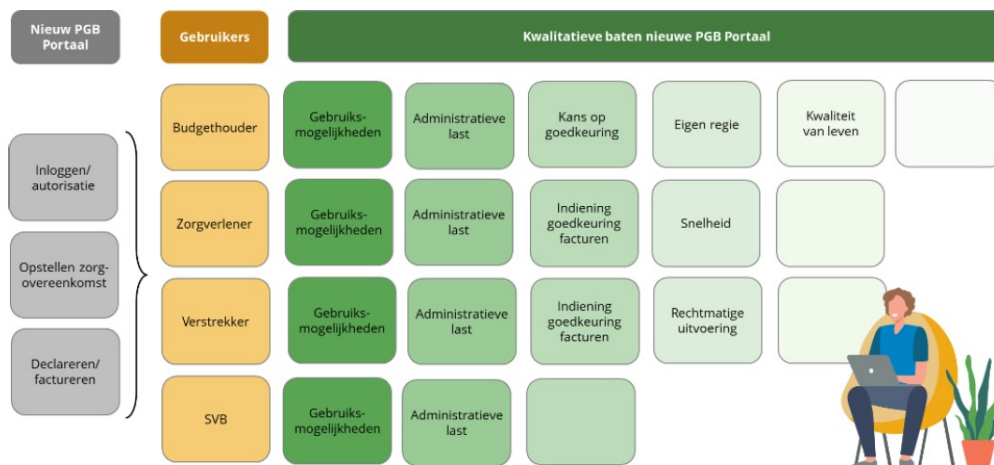 Nieuw PGB
Portaal
Gebruikers
Kwalitatieve baten nieuwe PGB Portaal
Inloggen/
autorisatie
Opstellen zorg-
overeenkomst
Declareren/
factureren
Budgethouder
Gebruiks-
mogelijkheden
Administratieve
last
Kans op
goedkeuring
Eigen regie
Kwaliteit
van leven
Zorgverlener
Gebruiks-
mogelijkheden
Administratieve
last
Indiening
goedkeuring
facturen
Snelheid
Verstrekker
Gebruiks-
mogelijkheden
Administratieve
last
Indiening
goedkeuring
facturen
Rechtmatige
uitvoering
SVB
Gebruiks-
mogelijkheden
Administratieve
last